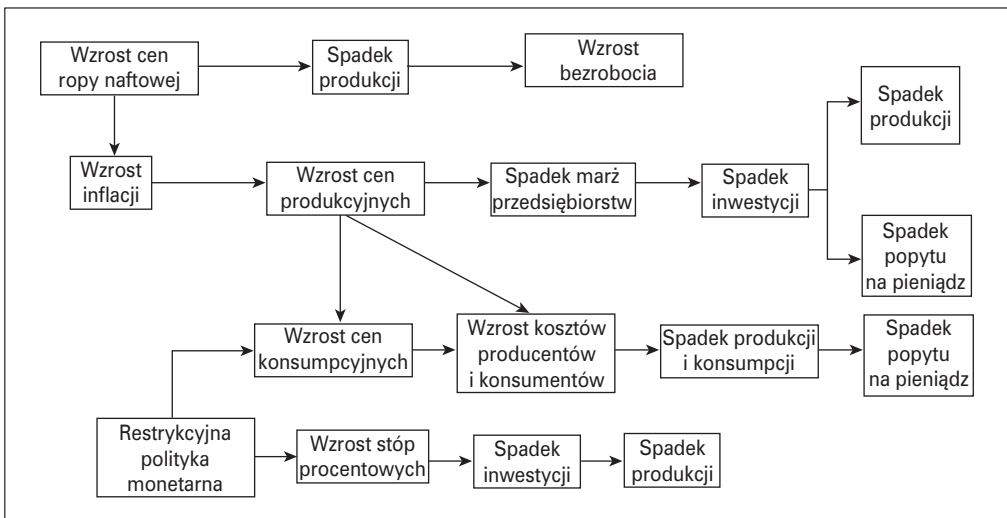 Wzrost cen
ropy naftowej
Spadek
produkcji
Wzrost
bezrobocia
Spadek
produkcji
Wzrost
inflacji
Wzrost cen
produkcyjnych
Spadek marż
przedsiębiorstw
Spadek
inwestycji
Spadek
popytu
na pieniądz
Wzrost cen
konsumpcyjnych
Wzrost kosztów
producentów
i konsumentów
Spadek produkcji
i konsumpcji
Spadek
popytu
na pieniądz
Restrykcyjna
polityka
monetarna
Wzrost stóp
procentowych
Spadek
inwestycji
Spadek
produkcji